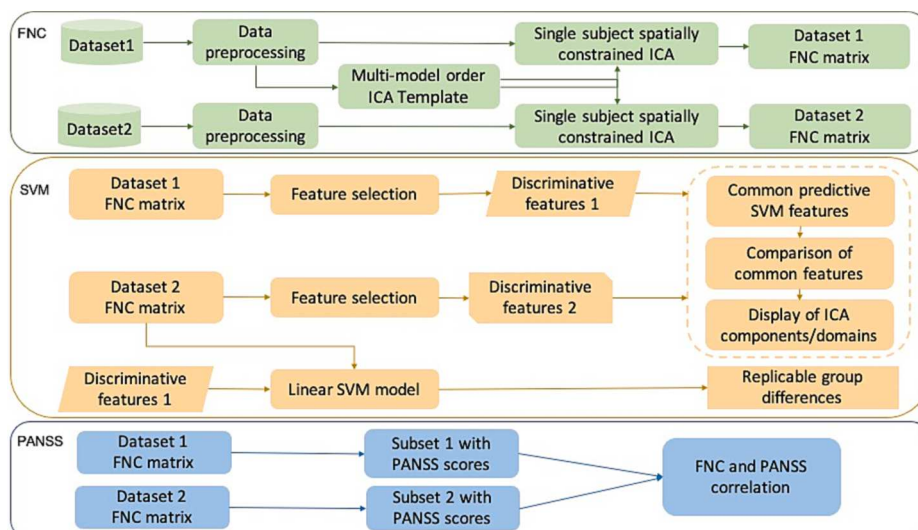 FNC
Dataset1
Data
preprocessing
Single subject spatially
constrained ICA
Dataset 1
FNC matrix
Multi-model order
ICA Template
Dataset2
Data
preprocessing
Single subject spatially
constrained ICA
Dataset 2
FNC matrix
SVM
Dataset 1
FNC matrix
Feature selection
Discriminative
features 1
Common predictive
SVM features
Comparison of
common features
Dataset 2
FNC matrix
Feature selection
Discriminative
features 2
Display of ICA
components/domains
Discriminative
features 1
Linear SVM model
Replicable group
differences
PANSS
Dataset 1
FNC matrix
Subset 1 with
PANSS scores
FNC and PANSS
correlation
Dataset 2
FNC matrix
Subset 2 with
PANSS scores